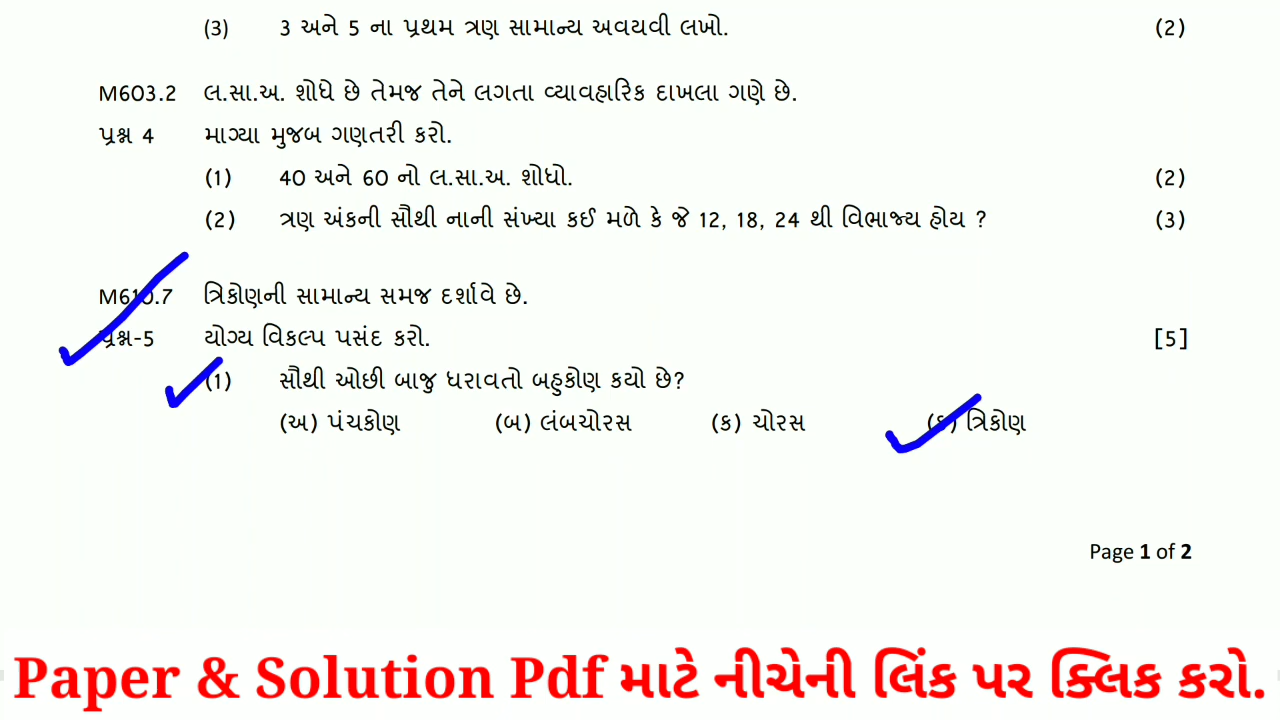 (3) 3 અને 5 ના પ્રથમ ત્રણ સામાન્ય અવયવી લખો. (2)
M603.2 લ.સા.અ. શોધે છે તેમજ તેને લગતા વ્યાવહારિક દાખલા ગણે છે.
પ્રશ્ન 4 માગ્યા મુજબ ગણતરી કરો.
(1) 40 અને 60 નો લ.સા.અ. શોધો. (2)
(2) ત્રણ અંકની સૌથી નાની સંખ્યા કઈ મળે કે જે 12, 18, 24 થી વિભાજ્ય હોય ? (3)
M610.7 ત્રિકોણની સામાન્ય સમજ દર્શાવે છે.
પ્રશ્ન-5 યોગ્ય વિકલ્પ પસંદ કરો. [5]
(1) સૌથી ઓછી બાજુ ધરાવતો બહુકોણ કયો છે?
(અ) પંચકોણ (બ) લંબચોરસ (ક) ચોરસ (ડ) ત્રિકોણ
Page 1 of 2
Paper & Solution Pdf માટે નીચેની લિંક પર ક્લિક કરો.